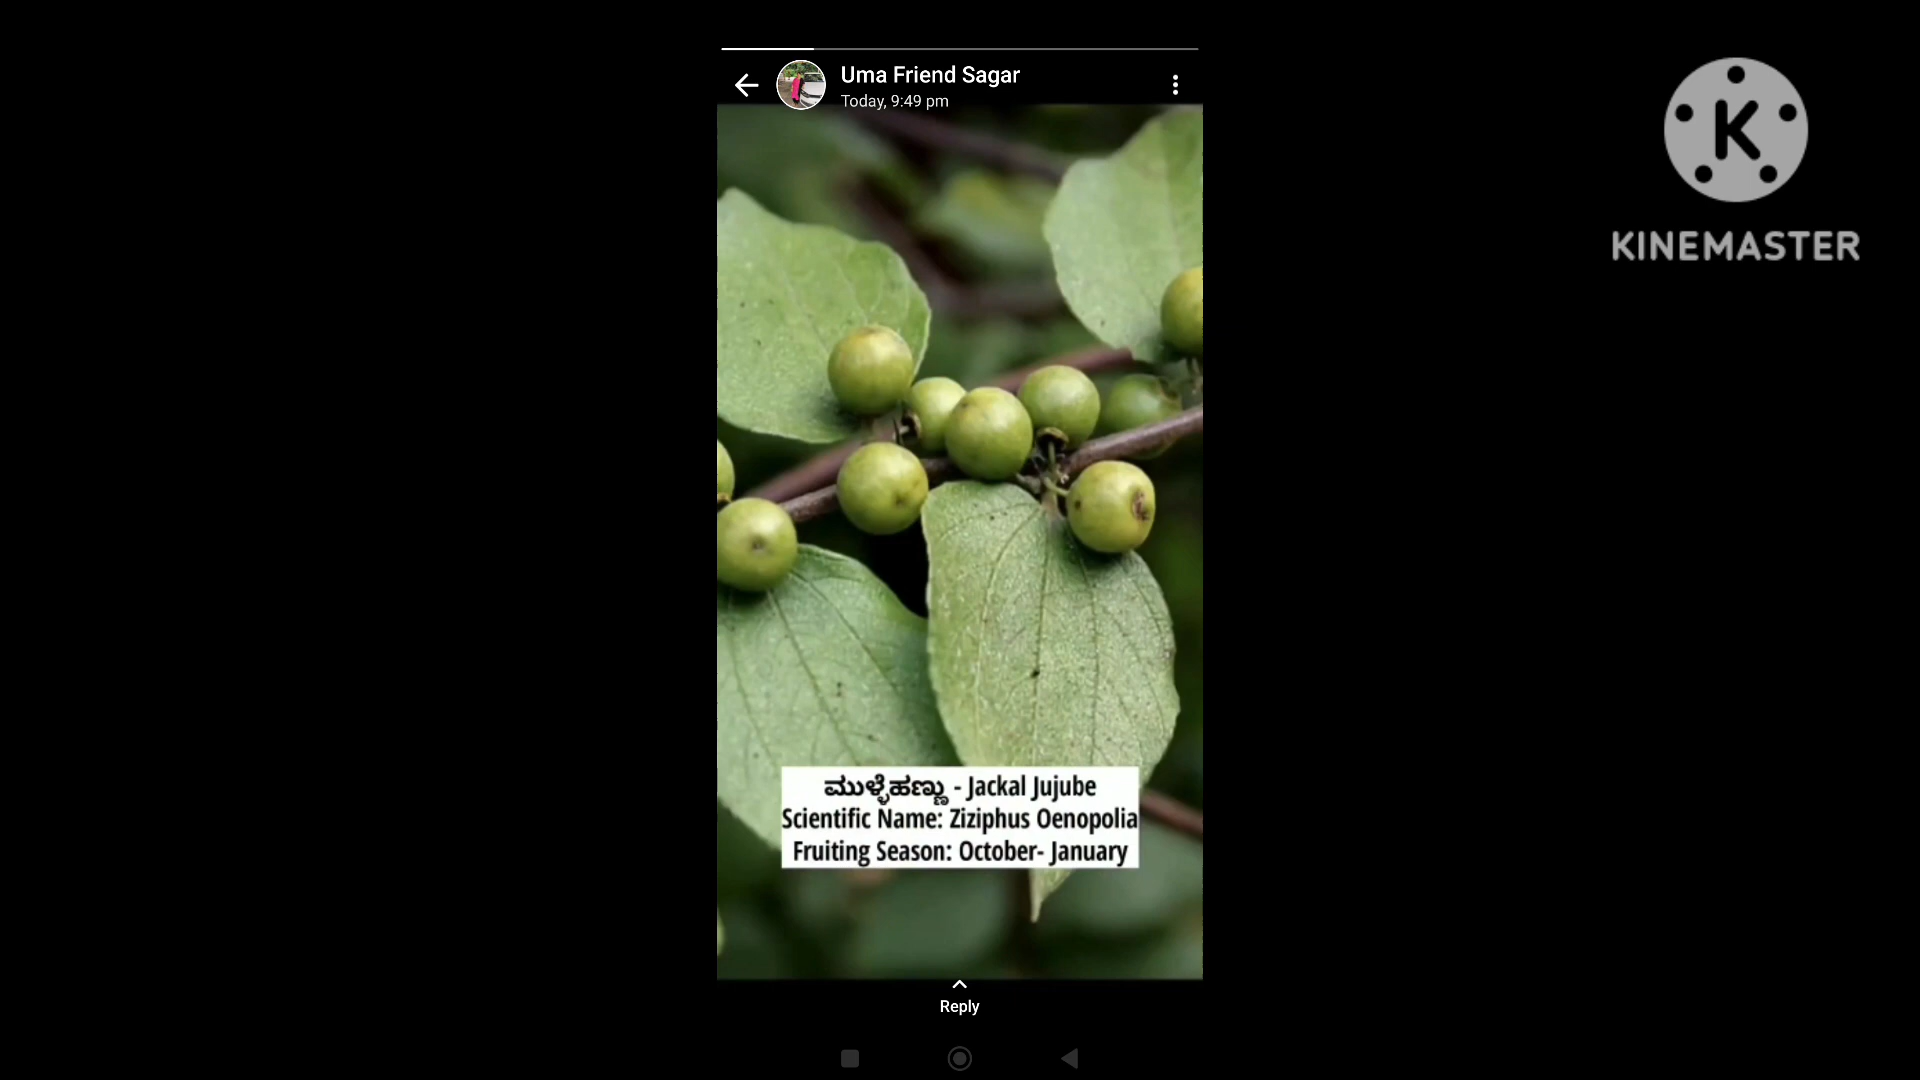 Uma Friend Sagar
Today, 9:49 pm
K
KINEMASTER
ಮುಳ್ಳೆಹಣ್ಣು - Jackal Jujube
Scientific Name: Ziziphus Oenopolia
Fruiting Season: October- January
Reply